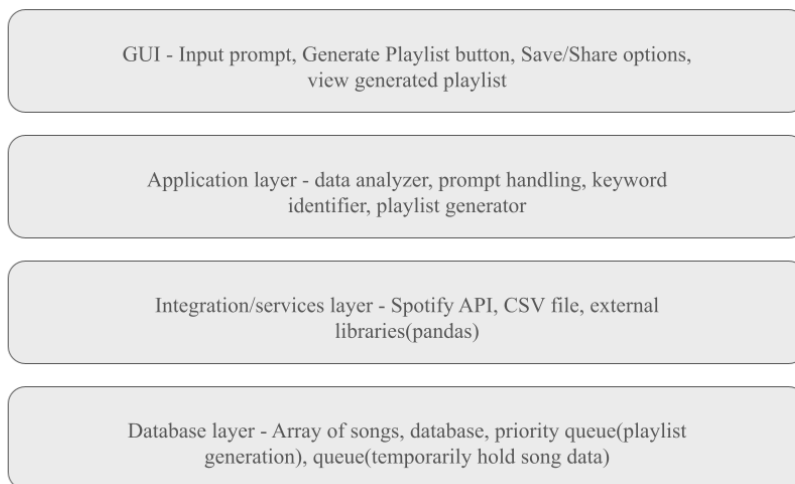 GUI - Input prompt, Generate Playlist button, Save/Share options,
view generated playlist
Application layer - data analyzer, prompt handling, keyword
identifier, playlist generator
Integration/services layer - Spotify API, CSV file, external
libraries(pandas)
Database layer - Array of songs, database, priority queue(playlist
generation), queue(temporarily hold song data)